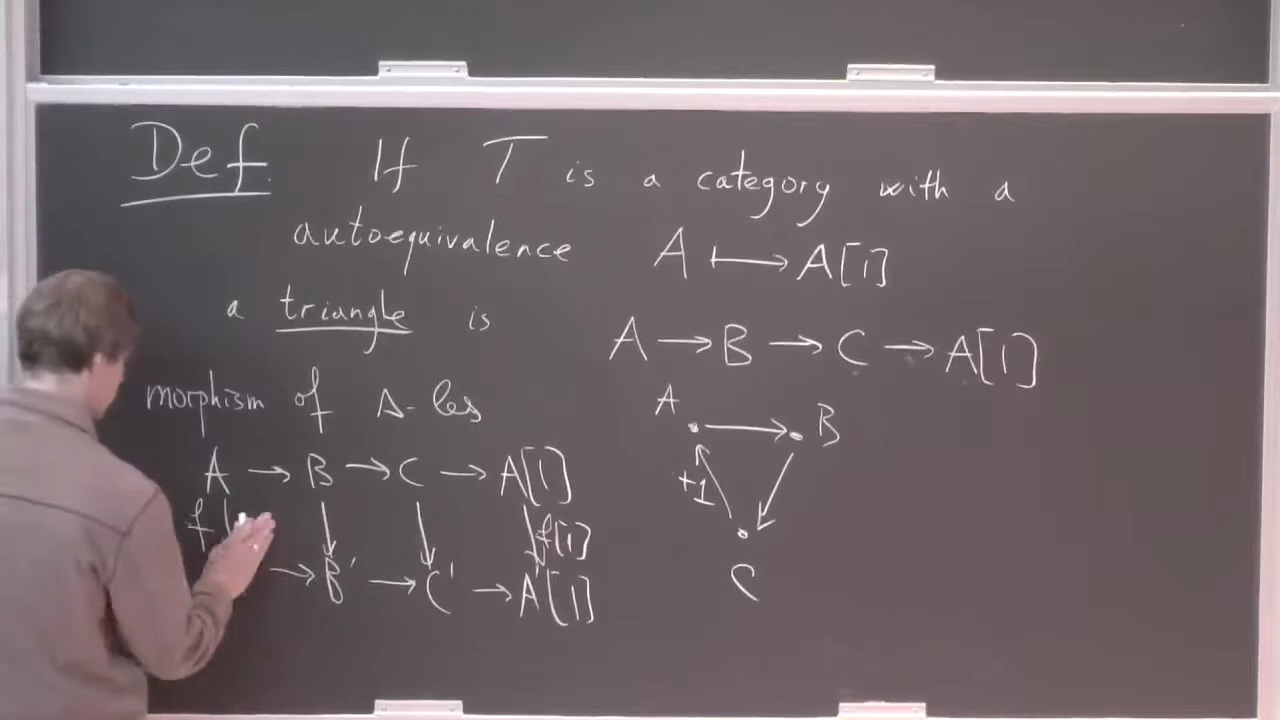 Def. If T is a category with a
autoequivalence A ⟼ A[1]
a triangle is
A → B → C → A[1]
morphism of Δ-les
A → B → C → A[1]
f f[1]
→ B' → C' → A'[1]
A
B
+1
C